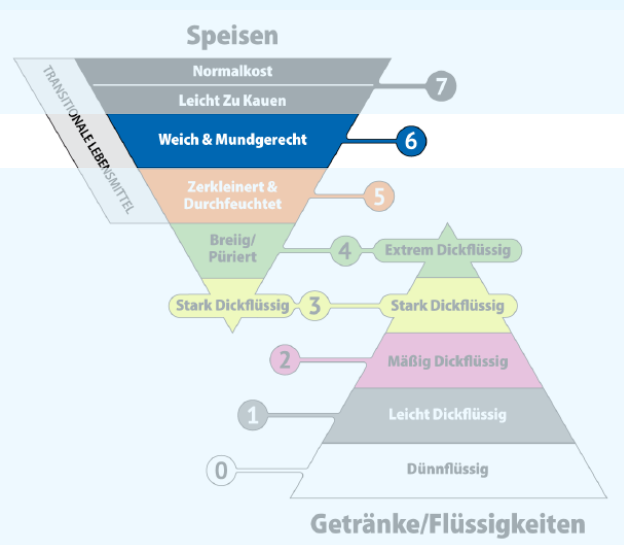 Speisen
TRANSITIONALE LEBENSMITTEL
Normalkost
7
Leicht Zu Kauen
Weich & Mundgerecht
6
Zerkleinert &
Durchfeuchtet
5
Breiig/
Püriert
4
Extrem Dickflüssig
Stark Dickflüssig
3
Stark Dickflüssig
2
Mäßig Dickflüssig
1
Leicht Dickflüssig
0
Dünnflüssig
Getränke/Flüssigkeiten